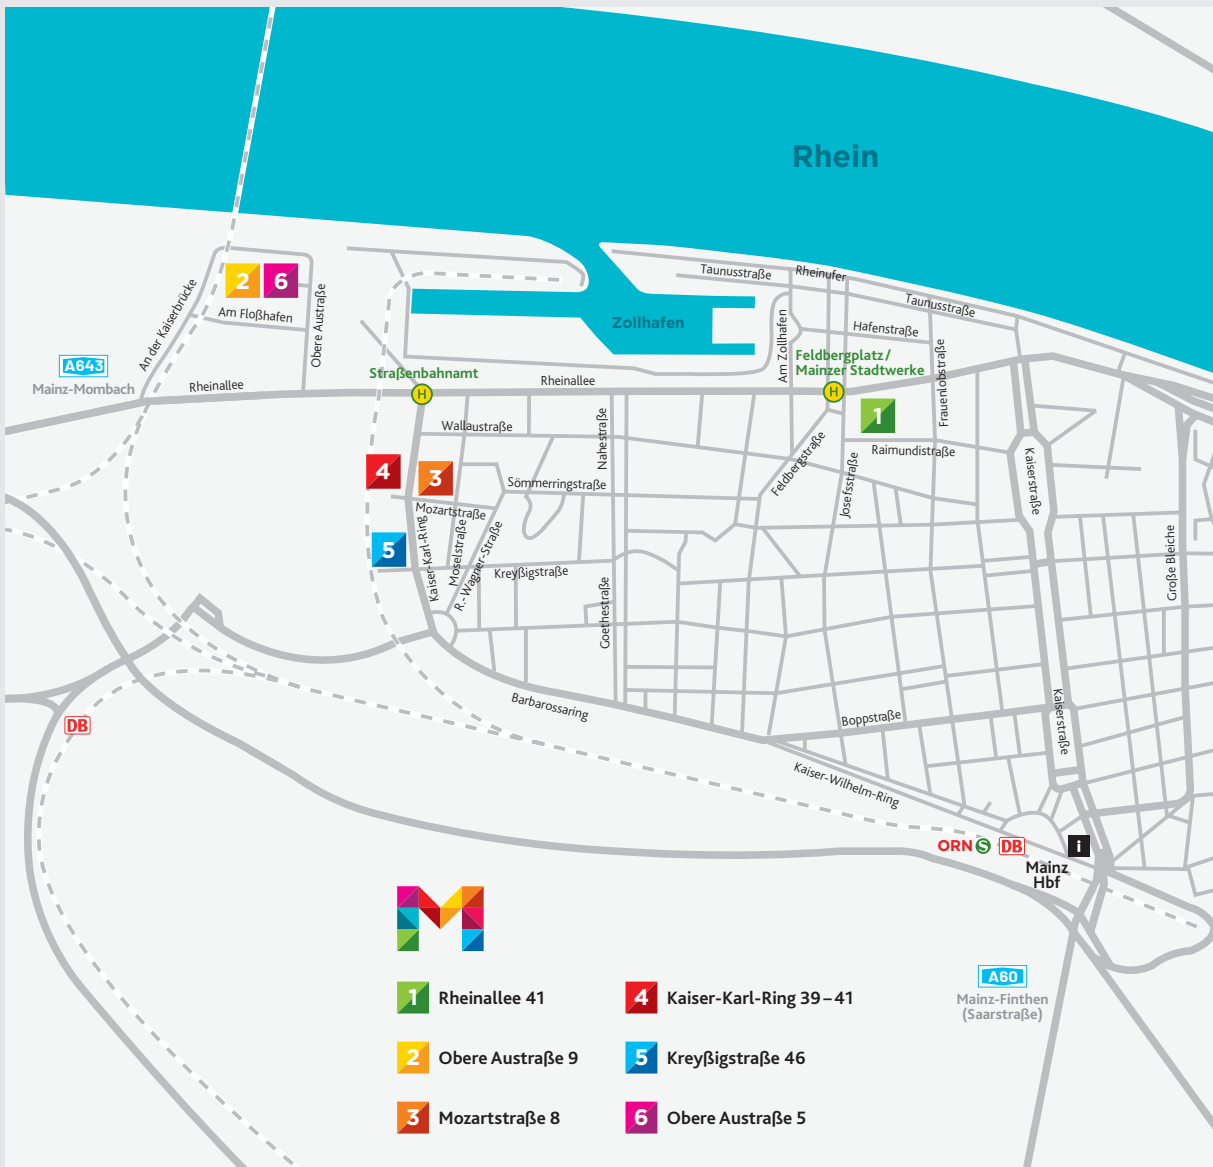 Rhein
Taunusstraße
Rheinufer
Taunusstraße
2
6
An der Kaiserbrücke
Am Floßhafen
Obere Austraße
Zollhafen
Am Zollhafen
Hafenstraße
Frauenlobstraße
A643
Mainz-Mombach
Rheinallee
Straßenbahnamt
H
Rheinallee
Feldbergplatz/
Mainzer Stadtwerke
H
1
Wallaustraße
Nahestraße
Feldbergstraße
Raimundistraße
Josefsstraße
Kaiserstraße
4
3
Sömmerringstraße
Mozartstraße
5
Kaiser-Karl-Ring
Moselstraße
R.-Wagner-Straße
Kreyßigstraße
Goethestraße
Große Bleiche
Barbarossaring
Boppstraße
Kaiserstraße
DB
Kaiser-Wilhelm-Ring
ORN S DB
i
Mainz
Hbf
A60
Mainz-Finthen
(Saarstraße)
1 Rheinallee 41
2 Obere Austraße 9
3 Mozartstraße 8
4 Kaiser-Karl-Ring 39–41
5 Kreyßigstraße 46
6 Obere Austraße 5